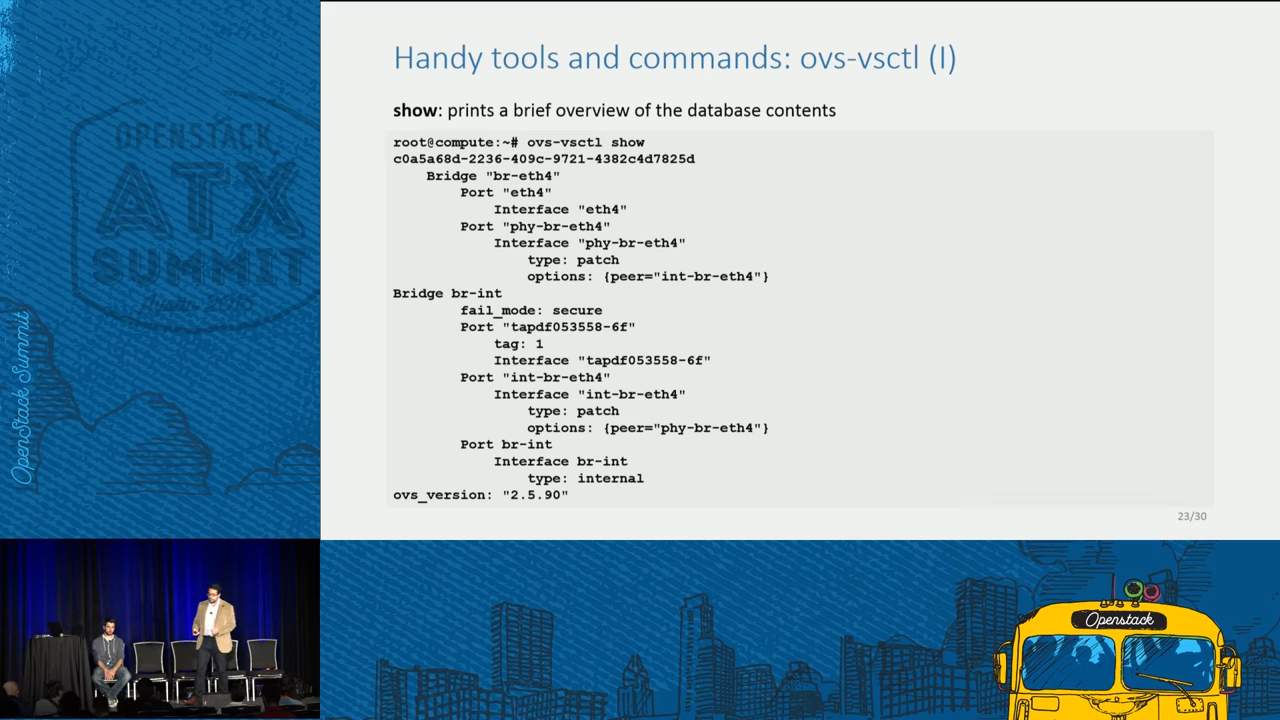 Handy tools and commands: ovs-vsctl (I)
show: prints a brief overview of the database contents
root@compute:~# ovs-vsctl show
c0a5a68d-2236-409c-9721-4382c4d7825d
    Bridge "br-eth4"
        Port "eth4"
            Interface "eth4"
        Port "phy-br-eth4"
            Interface "phy-br-eth4"
                type: patch
                options: {peer="int-br-eth4"}
Bridge br-int
        fail_mode: secure
        Port "tapdf053558-6f"
            tag: 1
            Interface "tapdf053558-6f"
        Port "int-br-eth4"
            Interface "int-br-eth4"
                type: patch
                options: {peer="phy-br-eth4"}
        Port br-int
            Interface br-int
                type: internal
ovs_version: "2.5.90"
23/30
OPENSTACK
ATX
SUMMIT
OpenStack Summit
Openstack